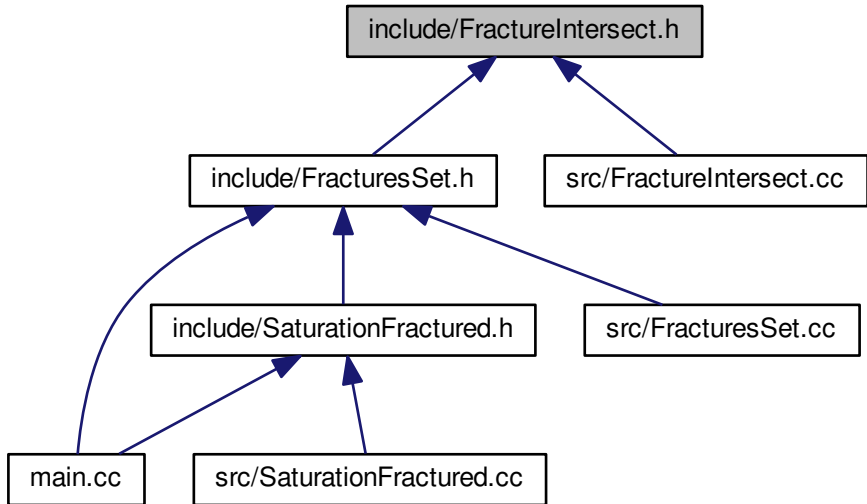 include/FractureIntersect.h
include/FracturesSet.h
src/FractureIntersect.cc
include/SaturationFractured.h
src/FracturesSet.cc
main.cc
src/SaturationFractured.cc